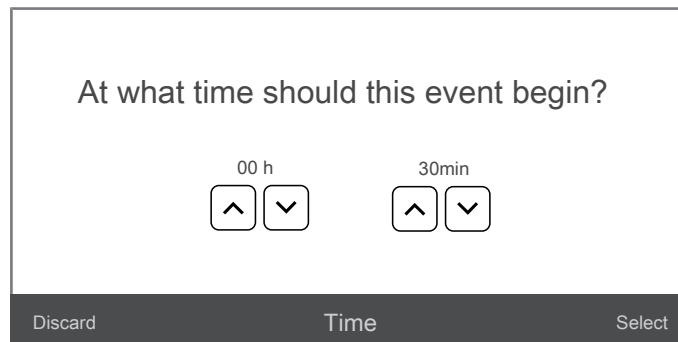 At what time should this event begin?
00 h 30min
Discard Time Select